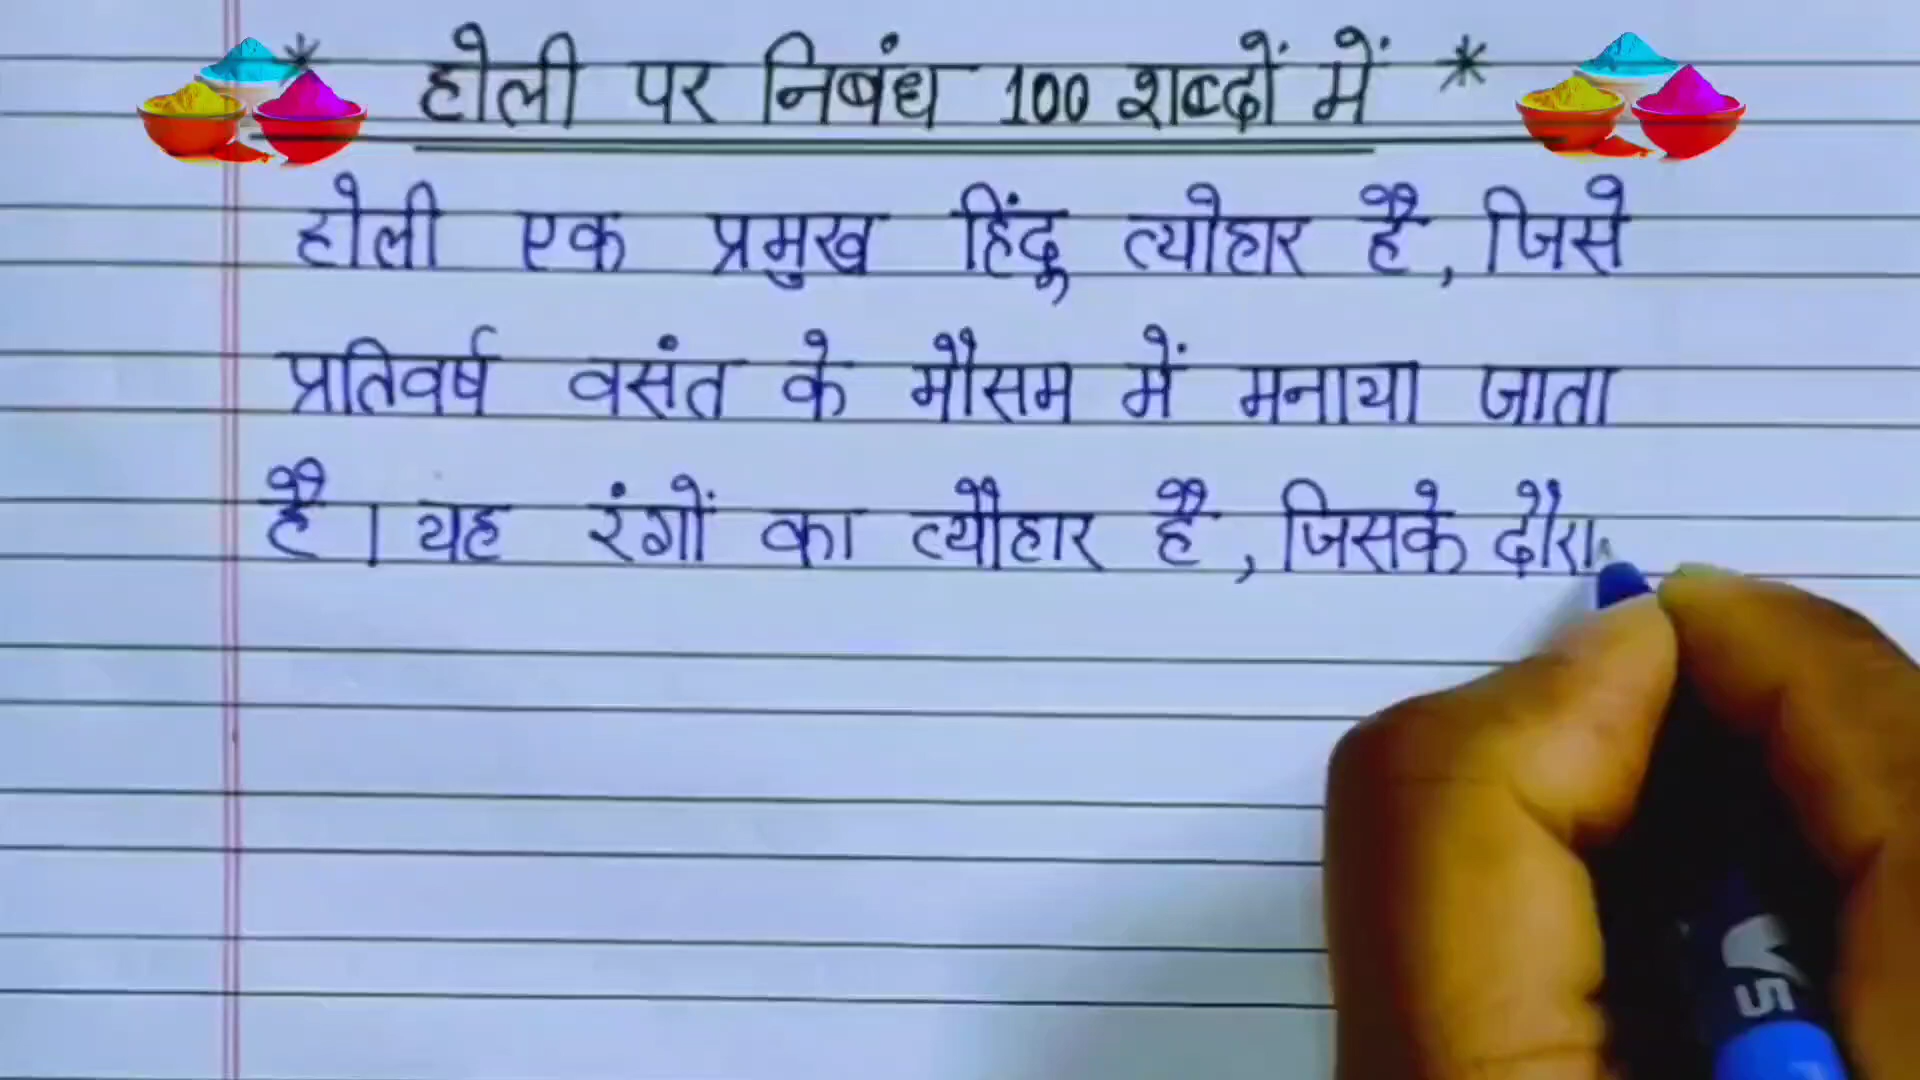 * होली पर निबंध 100 शब्दों में *
होली एक प्रमुख हिंदू त्योहार है, जिसे
प्रतिवर्ष वसंत के मौसम में मनाया जाता
है। यह रंगों का त्यौहार है, जिसके दौरा